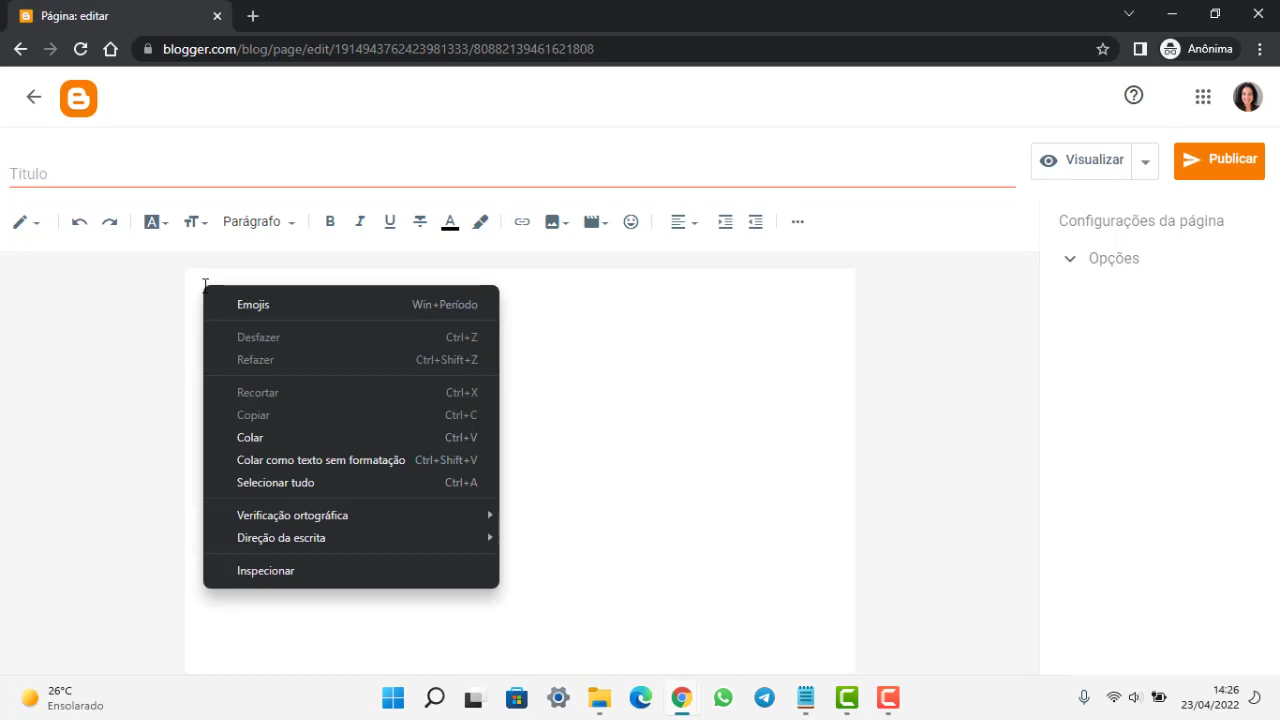 Página: editar
blogger.com/blog/page/edit/1914943762423981333/80882139461621808
Anônima
Título
Visualizar
Publicar
Parágrafo
B I U A
Configurações da página
Opções
Emojis Win+Período
Desfazer Ctrl+Z
Refazer Ctrl+Shift+Z
Recortar Ctrl+X
Copiar Ctrl+C
Colar Ctrl+V
Colar como texto sem formatação Ctrl+Shift+V
Selecionar tudo Ctrl+A
Verificação ortográfica
Direção da escrita
Inspecionar
26°C
Ensolarado
14:26
23/04/2022